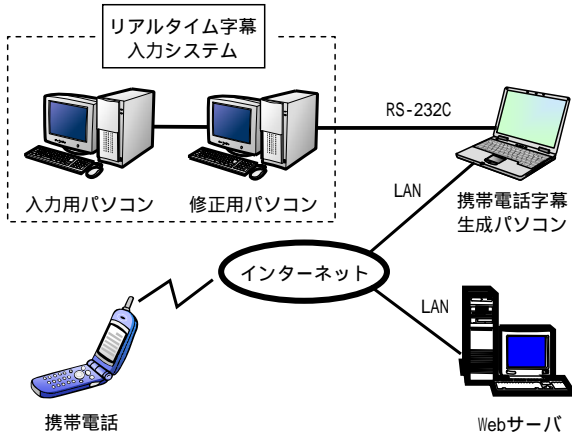 リアルタイム字幕
入力システム
RS-232C
入力用パソコン
修正用パソコン
LAN
携帯電話字幕
生成パソコン
インターネット
LAN
携帯電話
Webサーバ